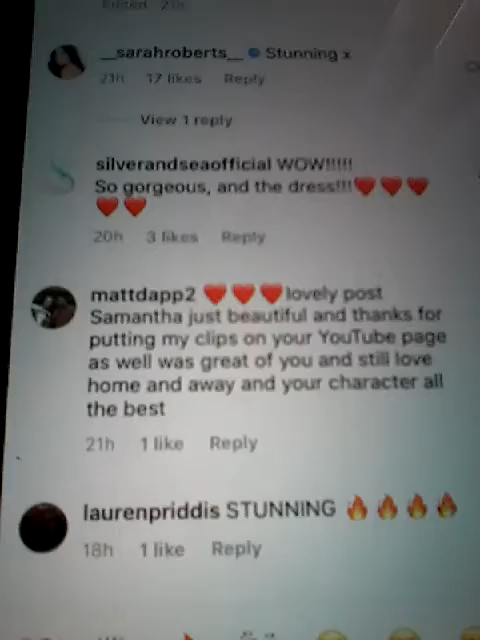 Edited 21h
__sarahroberts__ Stunning x
21h 17 likes Reply
View 1 reply
silverandseaofficial WOW!!!!!
So gorgeous, and the dress!!!❤️❤️❤️
❤️❤️
20h 3 likes Reply
mattdapp2 ❤️❤️❤️lovely post
Samantha just beautiful and thanks for
putting my clips on your YouTube page
as well was great of you and still love
home and away and your character all
the best
21h 1 like Reply
laurenpriddis STUNNING 🔥🔥🔥🔥
18h 1 like Reply